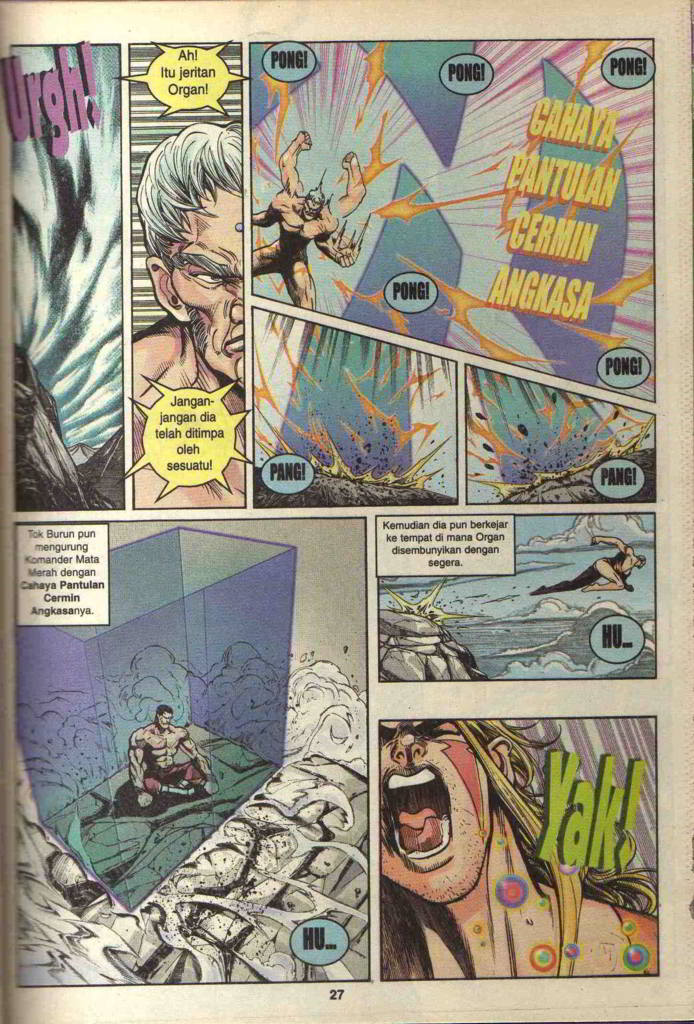 Urgh!
Ah!
Itu jeritan
Organ!
Jangan-
jangan dia
telah ditimpa
oleh
sesuatu!
PONG!
PONG!
PONG!
CAHAYA
PANTULAN
CERMIN
ANGKASA
PONG!
PONG!
PANG!
PANG!
Tok Burun pun
mengurung
Komander Mata
Merah dengan
Cahaya Pantulan
Cermin
Angkasanya.
HU...
Kemudian dia pun berkejar
ke tempat di mana Organ
disembunyikan dengan
segera.
HU...
Yak!
27